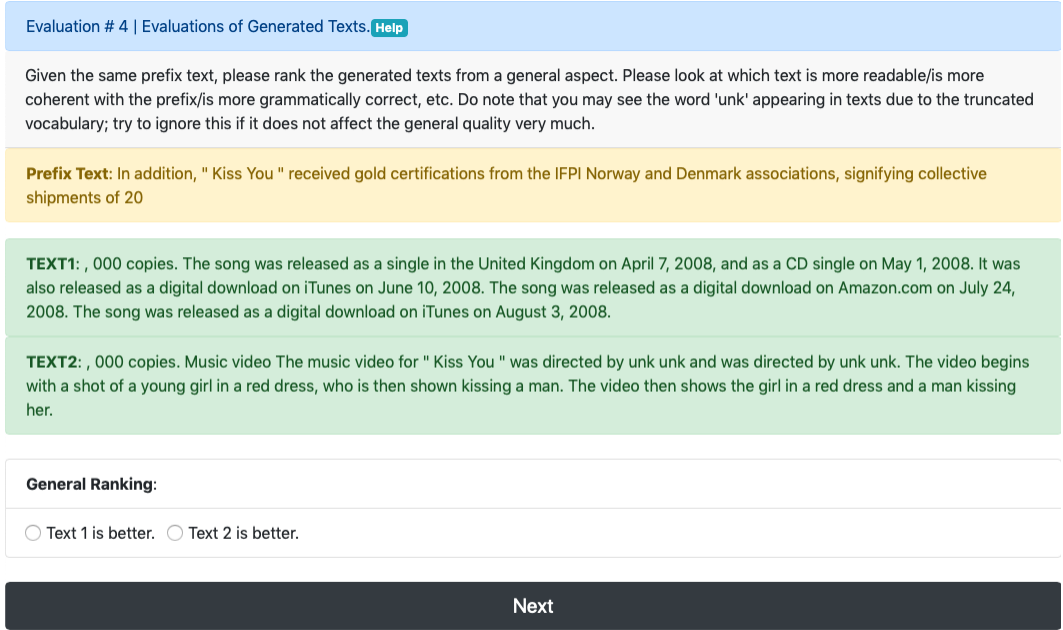 Evaluation # 4 | Evaluations of Generated Texts. Help
Given the same prefix text, please rank the generated texts from a general aspect. Please look at which text is more readable/is more
coherent with the prefix/is more grammatically correct, etc. Do note that you may see the word 'unk' appearing in texts due to the truncated
vocabulary; try to ignore this if it does not affect the general quality very much.
Prefix Text: In addition, " Kiss You " received gold certifications from the IFPI Norway and Denmark associations, signifying collective
shipments of 20
TEXT1: , 000 copies. The song was released as a single in the United Kingdom on April 7, 2008, and as a CD single on May 1, 2008. It was
also released as a digital download on iTunes on June 10, 2008. The song was released as a digital download on Amazon.com on July 24,
2008. The song was released as a digital download on iTunes on August 3, 2008.
TEXT2: , 000 copies. Music video The music video for " Kiss You " was directed by unk unk and was directed by unk unk. The video begins
with a shot of a young girl in a red dress, who is then shown kissing a man. The video then shows the girl in a red dress and a man kissing
her.
General Ranking:
Text 1 is better. Text 2 is better.
Next